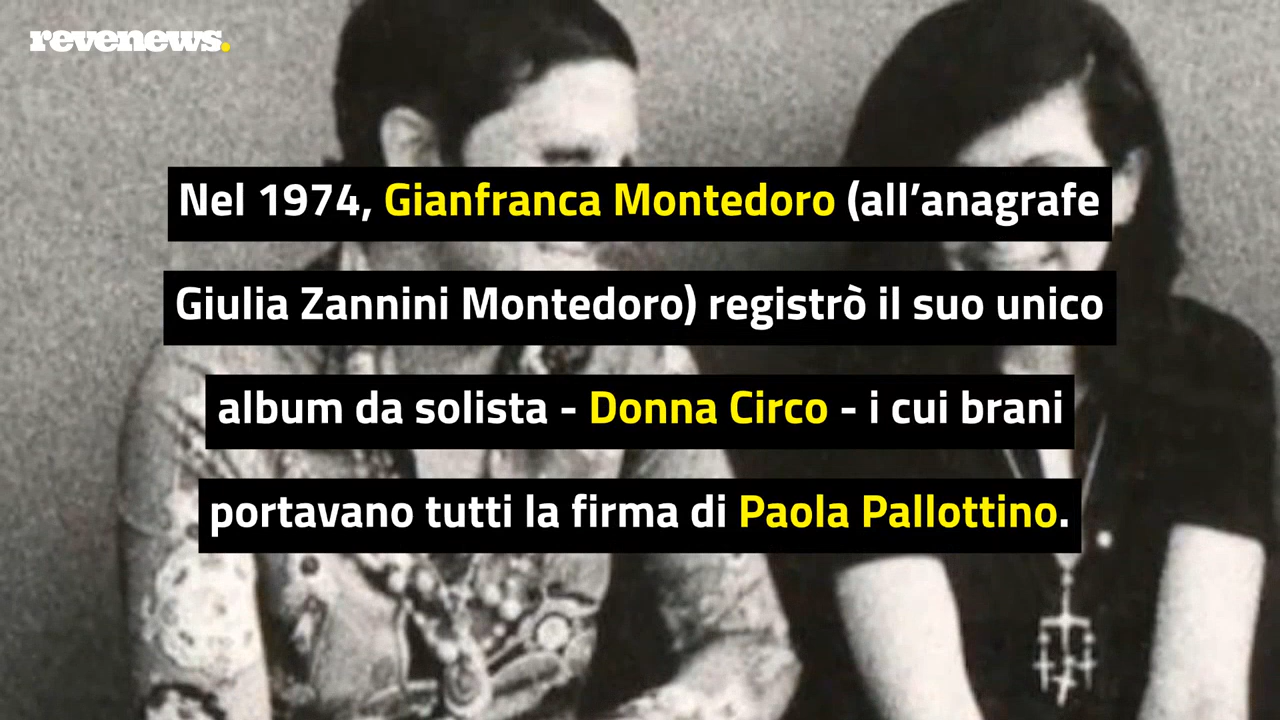 revenews.
Nel 1974, Gianfranca Montedoro (all’anagrafe
Giulia Zannini Montedoro) registrò il suo unico
album da solista - Donna Circo - i cui brani
portavano tutti la firma di Paola Pallottino.